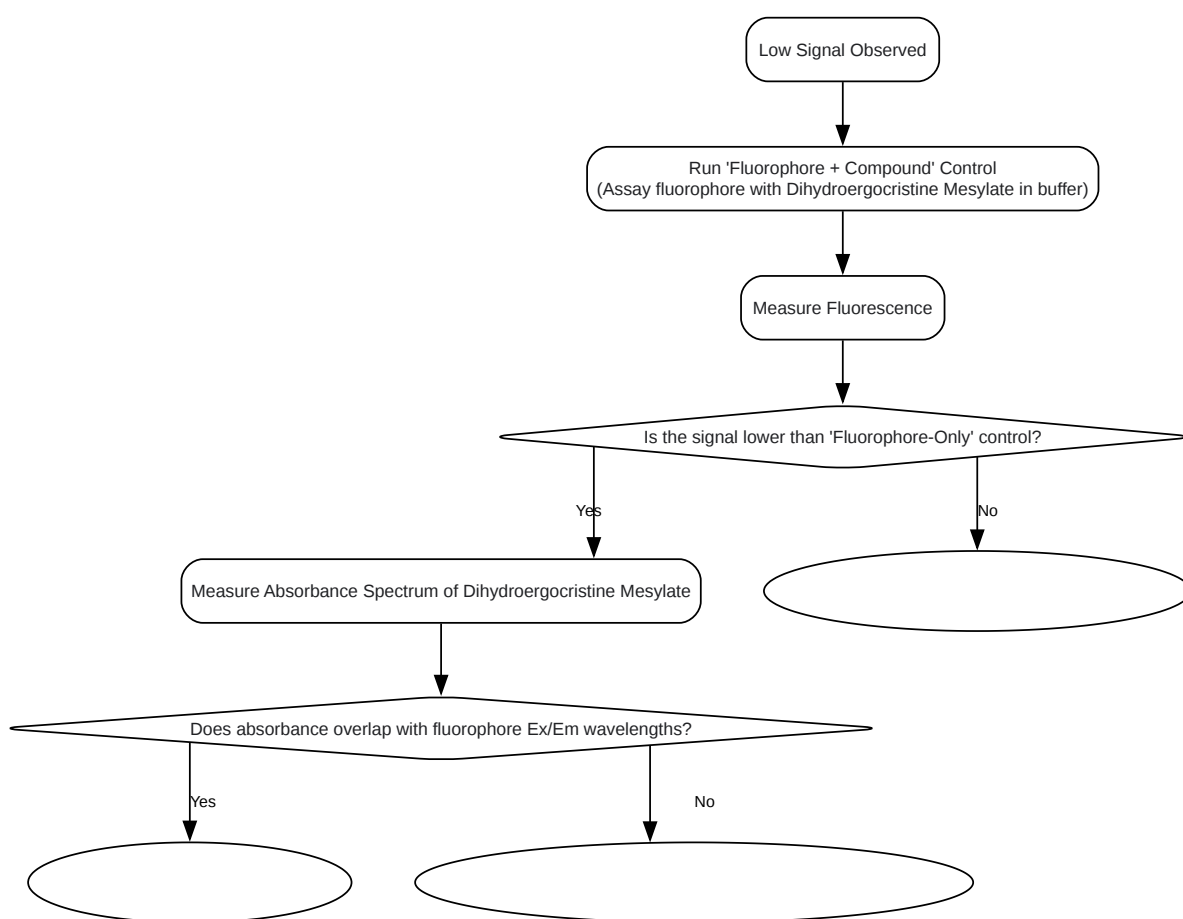 Low Signal Observed
Run 'Fluorophore + Compound' Control
(Assay fluorophore with Dihydroergocristine Mesylate in buffer)
Measure Fluorescence
Is the signal lower than 'Fluorophore-Only' control?
Yes
No
Measure Absorbance Spectrum of Dihydroergocristine Mesylate
Does absorbance overlap with fluorophore Ex/Em wavelengths?
Yes
No